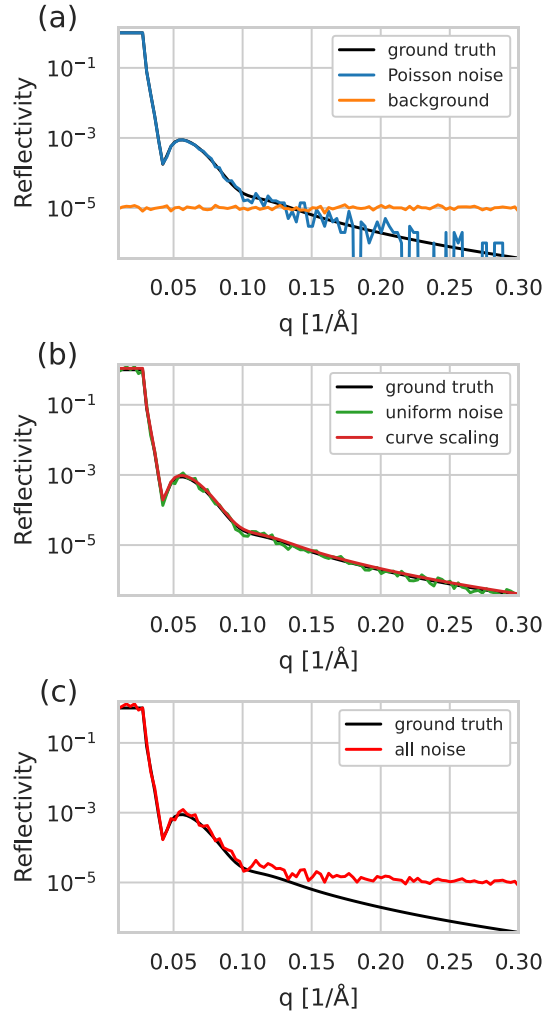 (a)
Reflectivity
10⁻¹
10⁻³
10⁻⁵
ground truth
Poisson noise
background
0.05 0.10 0.15 0.20 0.25 0.30
q [1/Å]
(b)
Reflectivity
10⁻¹
10⁻³
10⁻⁵
ground truth
uniform noise
curve scaling
0.05 0.10 0.15 0.20 0.25 0.30
q [1/Å]
(c)
Reflectivity
10⁻¹
10⁻³
10⁻⁵
ground truth
all noise
0.05 0.10 0.15 0.20 0.25 0.30
q [1/Å]